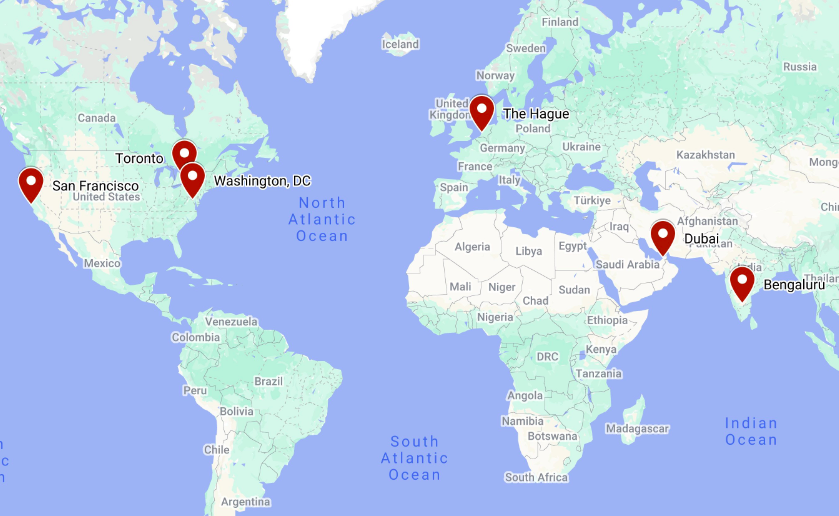 Finland
Iceland
Sweden
Russia
Norway
United
Kingdom
The Hague
Canada
Poland
Germany
Ukraine
Toronto
Kazakhstan
France
Mong
San Francisco
Washington, DC
Italy
Spain
United States
Türkiye
North
Atlantic
Ocean
Chi
Afghanistan
Iraq
Dubai
Pakistan
Algeria
Libya
Egypt
Mexico
Saudi Arabia
India
Mali
Niger
Sudan
Bengaluru
Thailand
Chad
Venezuela
Nigeria
Ethiopia
Colombia
Kenya
DRC
Brazil
Tanzania
Peru
Angola
Bolivia
Namibia
Madagascar
Indian
Ocean
Botswana
Chile
South
Atlantic
Ocean
South Africa
Argentina